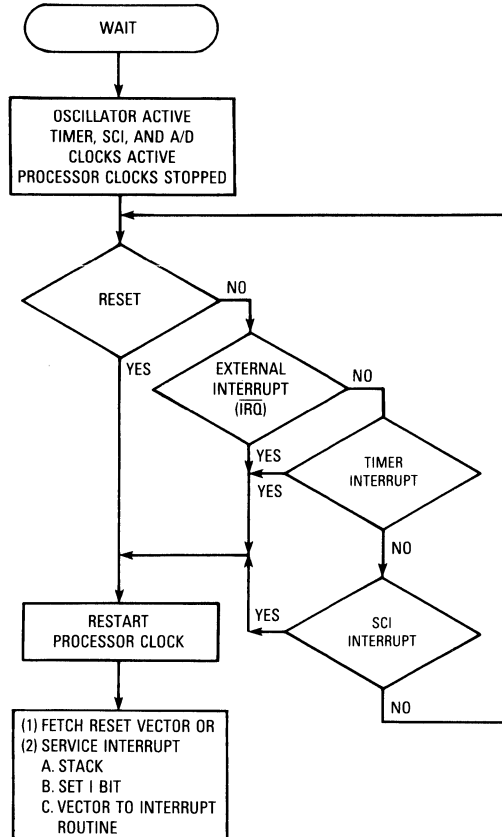 WAIT
OSCILLATOR ACTIVE
TIMER, SCI, AND A/D
CLOCKS ACTIVE
PROCESSOR CLOCKS STOPPED
RESET
NO
YES
EXTERNAL
INTERRUPT
(IRQ)
NO
YES
YES
TIMER
INTERRUPT
NO
YES
SCI
INTERRUPT
NO
RESTART
PROCESSOR CLOCK
(1) FETCH RESET VECTOR OR
(2) SERVICE INTERRUPT
A. STACK
B. SET I BIT
C. VECTOR TO INTERRUPT
ROUTINE